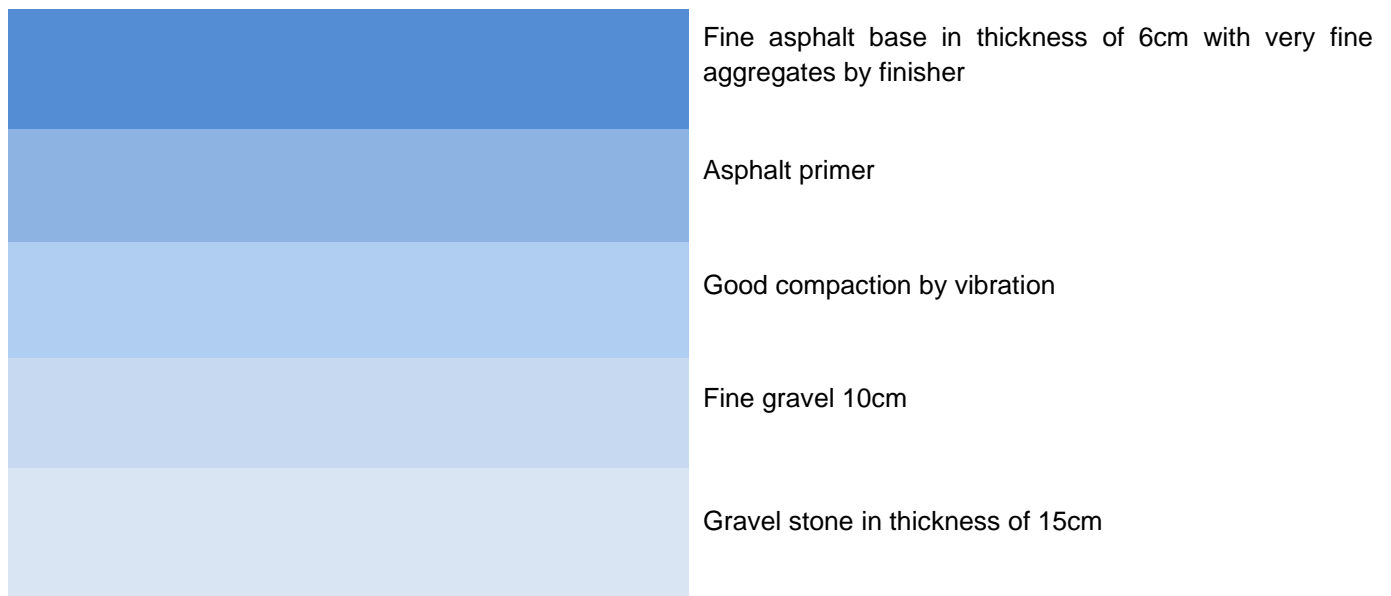 Fine asphalt base in thickness of 6cm with very fine
aggregates by finisher
Asphalt primer
Good compaction by vibration
Fine gravel 10cm
Gravel stone in thickness of 15cm